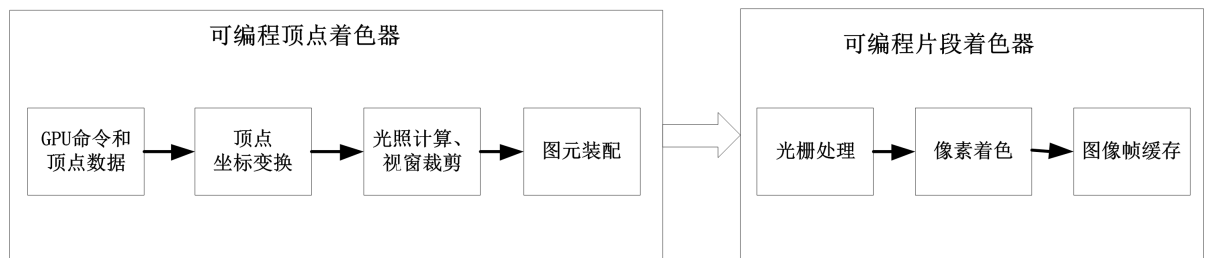 可编程顶点着色器
GPU命令和
顶点数据
顶点
坐标变换
光照计算、
视窗裁剪
图元装配
可编程片段着色器
光栅处理
像素着色
图像帧缓存